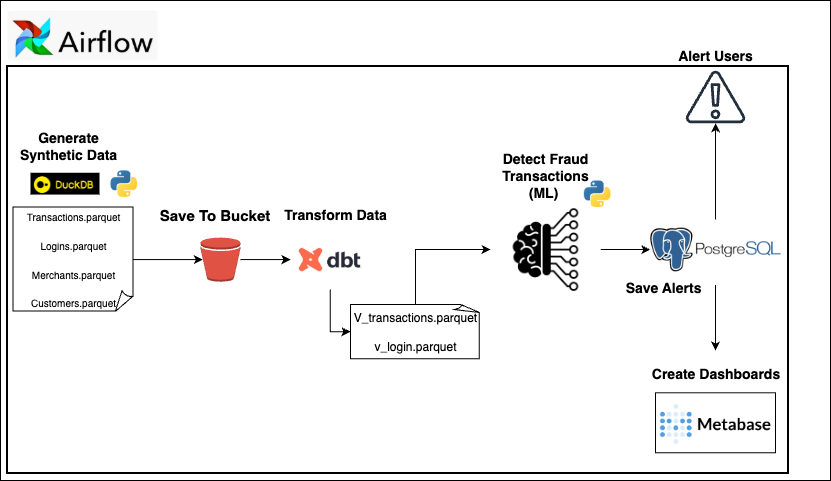 Airflow
Alert Users
Generate
Synthetic Data
DuckDB
Transactions.parquet
Logins.parquet
Merchants.parquet
Customers.parquet
Save To Bucket
Transform Data
dbt
V_transactions.parquet
v_login.parquet
Detect Fraud
Transactions
(ML)
PostgreSQL
Save Alerts
Create Dashboards
Metabase